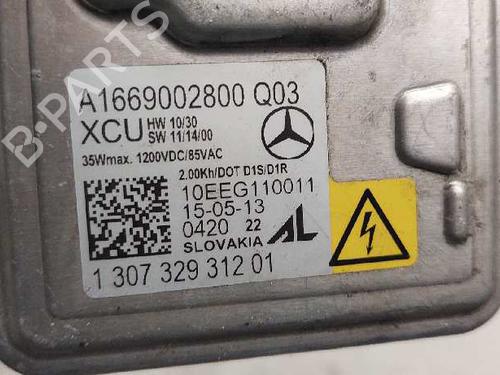 B-PARTS
A1669002800 Q03
XCU HW 10/30
SW 11/14/00
35Wmax. 1200VDC/85VAC
2.00Kh/DOT D1S/D1R
10EEG110011
15-05-13
0420 22
SLOVAKIA AL
1 307 329 312 01